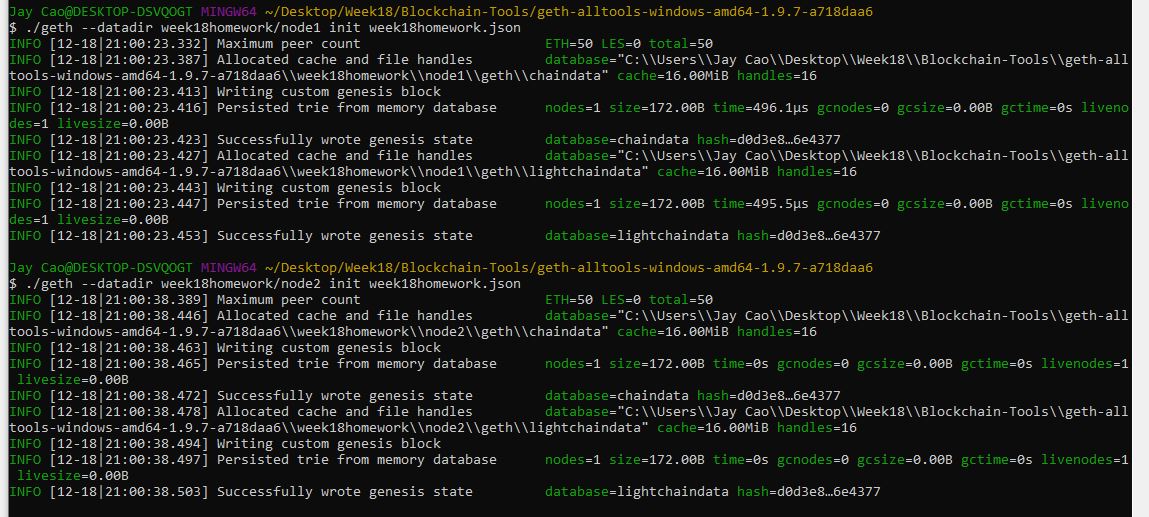 Jay Cao@DESKTOP-DSVQOGT MINGW64 ~/Desktop/Week18/Blockchain-Tools/geth-alltools-windows-amd64-1.9.7-a718daa6
$ ./geth --datadir week18homework/node1 init week18homework.json
INFO [12-18|21:00:23.332] Maximum peer count                       ETH=50 LES=0 total=50
INFO [12-18|21:00:23.387] Allocated cache and file handles         database="C:\\Users\\Jay Cao\\Desktop\\Week18\\Blockchain-Tools\\geth-all
tools-windows-amd64-1.9.7-a718daa6\\week18homework\\node1\\geth\\chaindata" cache=16.00MiB handles=16
INFO [12-18|21:00:23.413] Writing custom genesis block
INFO [12-18|21:00:23.416] Persisted trie from memory database      nodes=1 size=172.00B time=496.1µs gcnodes=0 gcsize=0.00B gctime=0s liveno
des=1 livesize=0.00B
INFO [12-18|21:00:23.423] Successfully wrote genesis state         database=chaindata hash=d0d3e8…6e4377
INFO [12-18|21:00:23.427] Allocated cache and file handles         database="C:\\Users\\Jay Cao\\Desktop\\Week18\\Blockchain-Tools\\geth-all
tools-windows-amd64-1.9.7-a718daa6\\week18homework\\node1\\geth\\lightchaindata" cache=16.00MiB handles=16
INFO [12-18|21:00:23.443] Writing custom genesis block
INFO [12-18|21:00:23.447] Persisted trie from memory database      nodes=1 size=172.00B time=495.5µs gcnodes=0 gcsize=0.00B gctime=0s liveno
des=1 livesize=0.00B
INFO [12-18|21:00:23.453] Successfully wrote genesis state         database=lightchaindata hash=d0d3e8…6e4377
Jay Cao@DESKTOP-DSVQOGT MINGW64 ~/Desktop/Week18/Blockchain-Tools/geth-alltools-windows-amd64-1.9.7-a718daa6
$ ./geth --datadir week18homework/node2 init week18homework.json
INFO [12-18|21:00:38.389] Maximum peer count                       ETH=50 LES=0 total=50
INFO [12-18|21:00:38.446] Allocated cache and file handles         database="C:\\Users\\Jay Cao\\Desktop\\Week18\\Blockchain-Tools\\geth-all
tools-windows-amd64-1.9.7-a718daa6\\week18homework\\node2\\geth\\chaindata" cache=16.00MiB handles=16
INFO [12-18|21:00:38.463] Writing custom genesis block
INFO [12-18|21:00:38.465] Persisted trie from memory database      nodes=1 size=172.00B time=0s gcnodes=0 gcsize=0.00B gctime=0s livenodes=1
 livesize=0.00B
INFO [12-18|21:00:38.472] Successfully wrote genesis state         database=chaindata hash=d0d3e8…6e4377
INFO [12-18|21:00:38.478] Allocated cache and file handles         database="C:\\Users\\Jay Cao\\Desktop\\Week18\\Blockchain-Tools\\geth-all
tools-windows-amd64-1.9.7-a718daa6\\week18homework\\node2\\geth\\lightchaindata" cache=16.00MiB handles=16
INFO [12-18|21:00:38.494] Writing custom genesis block
INFO [12-18|21:00:38.497] Persisted trie from memory database      nodes=1 size=172.00B time=0s gcnodes=0 gcsize=0.00B gctime=0s livenodes=1
 livesize=0.00B
INFO [12-18|21:00:38.503] Successfully wrote genesis state         database=lightchaindata hash=d0d3e8…6e4377